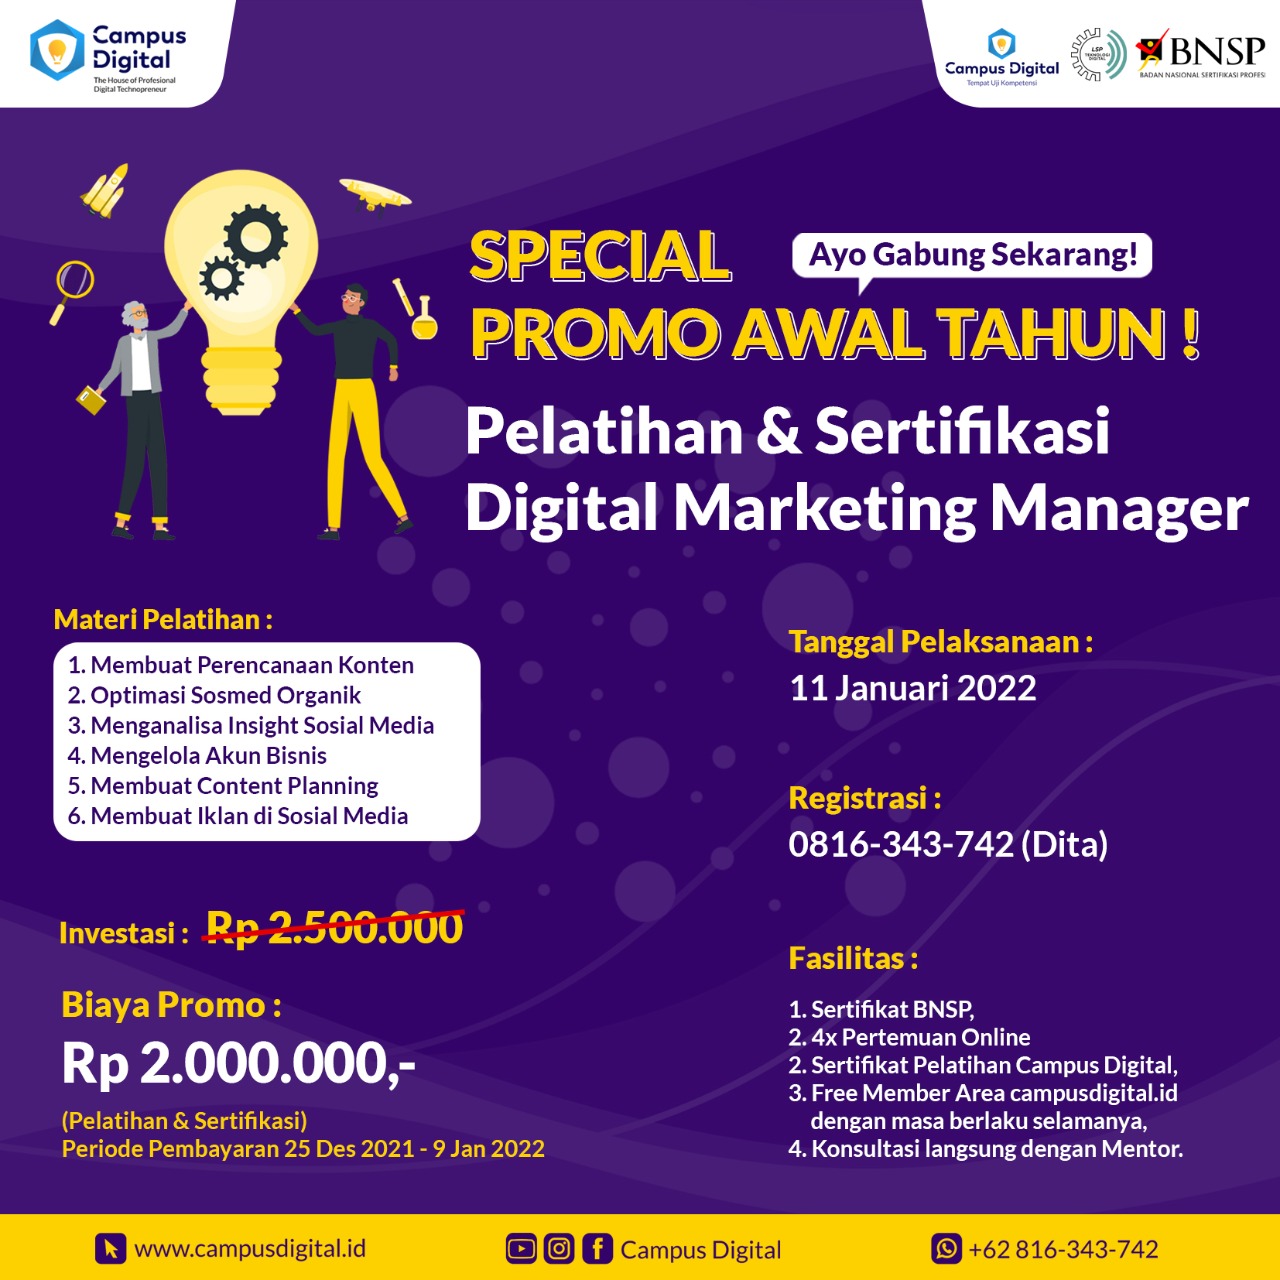 Campus
Digital
The House of Profesional
Digital Technopreneur
Campus Digital
Tempat Uji Kompetensi
LSP
TEKNOLOGI
DIGITAL
BNSP
BADAN NASIONAL SERTIFIKASI PROFESI
SPECIAL
Ayo Gabung Sekarang!
PROMO AWAL TAHUN !
Pelatihan & Sertifikasi
Digital Marketing Manager
Materi Pelatihan :
1. Membuat Perencanaan Konten
2. Optimasi Sosmed Organik
3. Menganalisa Insight Sosial Media
4. Mengelola Akun Bisnis
5. Membuat Content Planning
6. Membuat Iklan di Sosial Media
Investasi : Rp 2.500.000
Biaya Promo :
Rp 2.000.000,-
(Pelatihan & Sertifikasi)
Periode Pembayaran 25 Des 2021 - 9 Jan 2022
Tanggal Pelaksanaan :
11 Januari 2022
Registrasi :
0816-343-742 (Dita)
Fasilitas :
1. Sertifikat BNSP,
2. 4x Pertemuan Online
2. Sertifikat Pelatihan Campus Digital,
3. Free Member Area campusdigital.id
dengan masa berlaku selamanya,
4. Konsultasi langsung dengan Mentor.
www.campusdigital.id
Campus Digital
+62 816-343-742